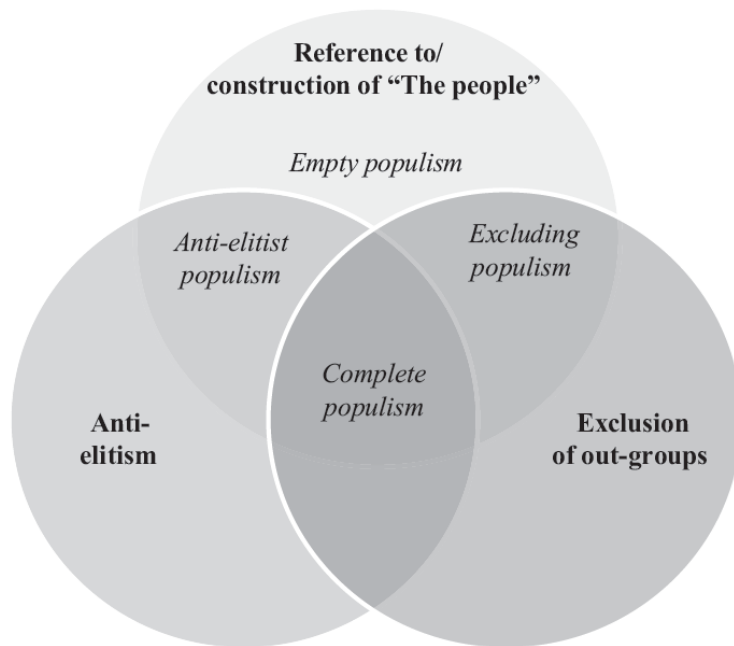 Reference to/
construction of “The people”
Empty populism
Anti-elitist
populism
Excluding
populism
Complete
populism
Anti-
elitism
Exclusion
of out-groups